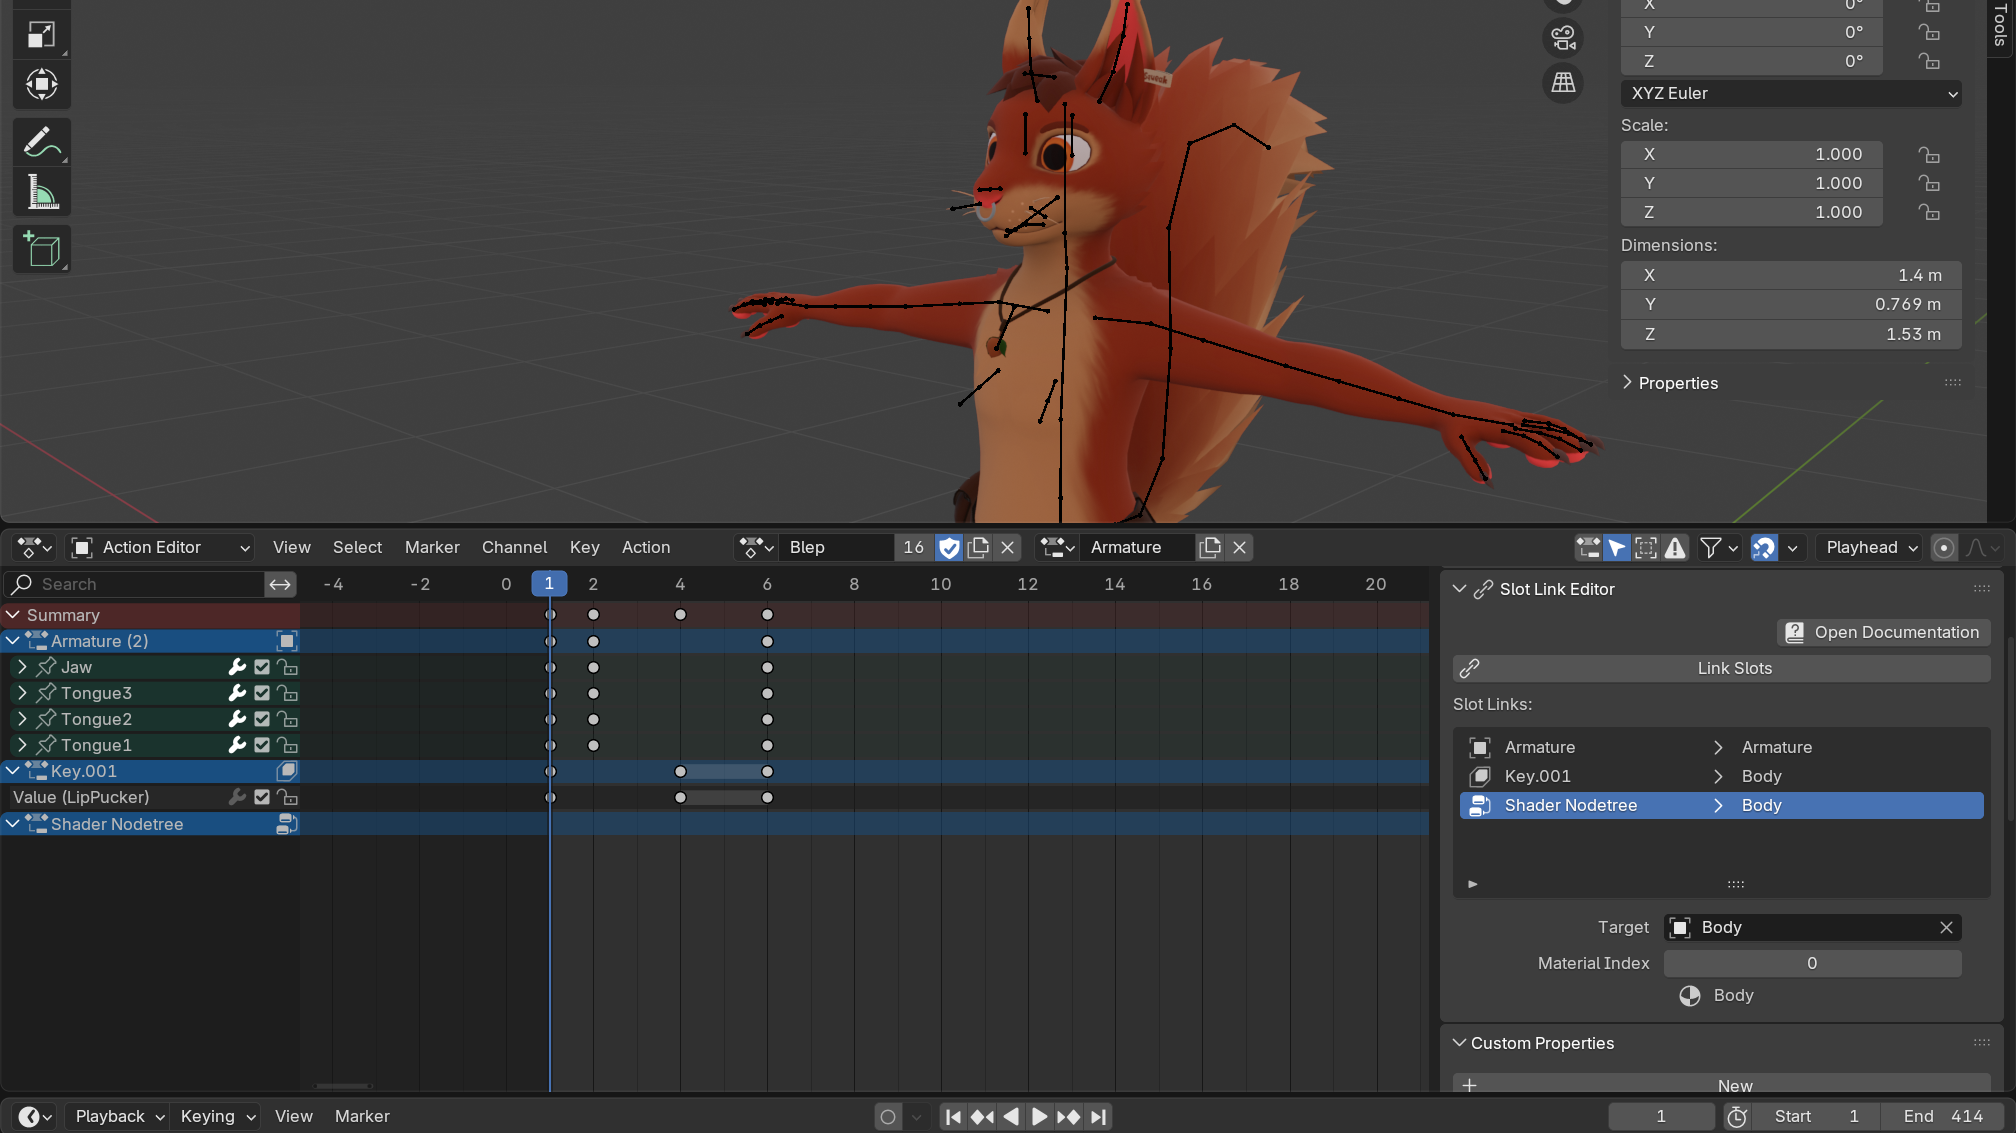 X 0°
Y 0°
Z 0°
XYZ Euler
Scale:
X 1.000
Y 1.000
Z 1.000
Dimensions:
X 1.4 m
Y 0.769 m
Z 1.53 m
Properties
Tools
Action Editor View Select Marker Channel Key Action Blep 16 Armature Playhead
Search -4 -2 0 1 2 4 6 8 10 12 14 16 18 20
Summary
Armature (2)
Jaw
Tongue3
Tongue2
Tongue1
Key.001
Value (LipPucker)
Shader Nodetree
Slot Link Editor
Open Documentation
Link Slots
Slot Links:
Armature Armature
Key.001 Body
Shader Nodetree Body
Target Body
Material Index 0
Body
Custom Properties
New
Playback Keying View Marker 1 Start 1 End 414